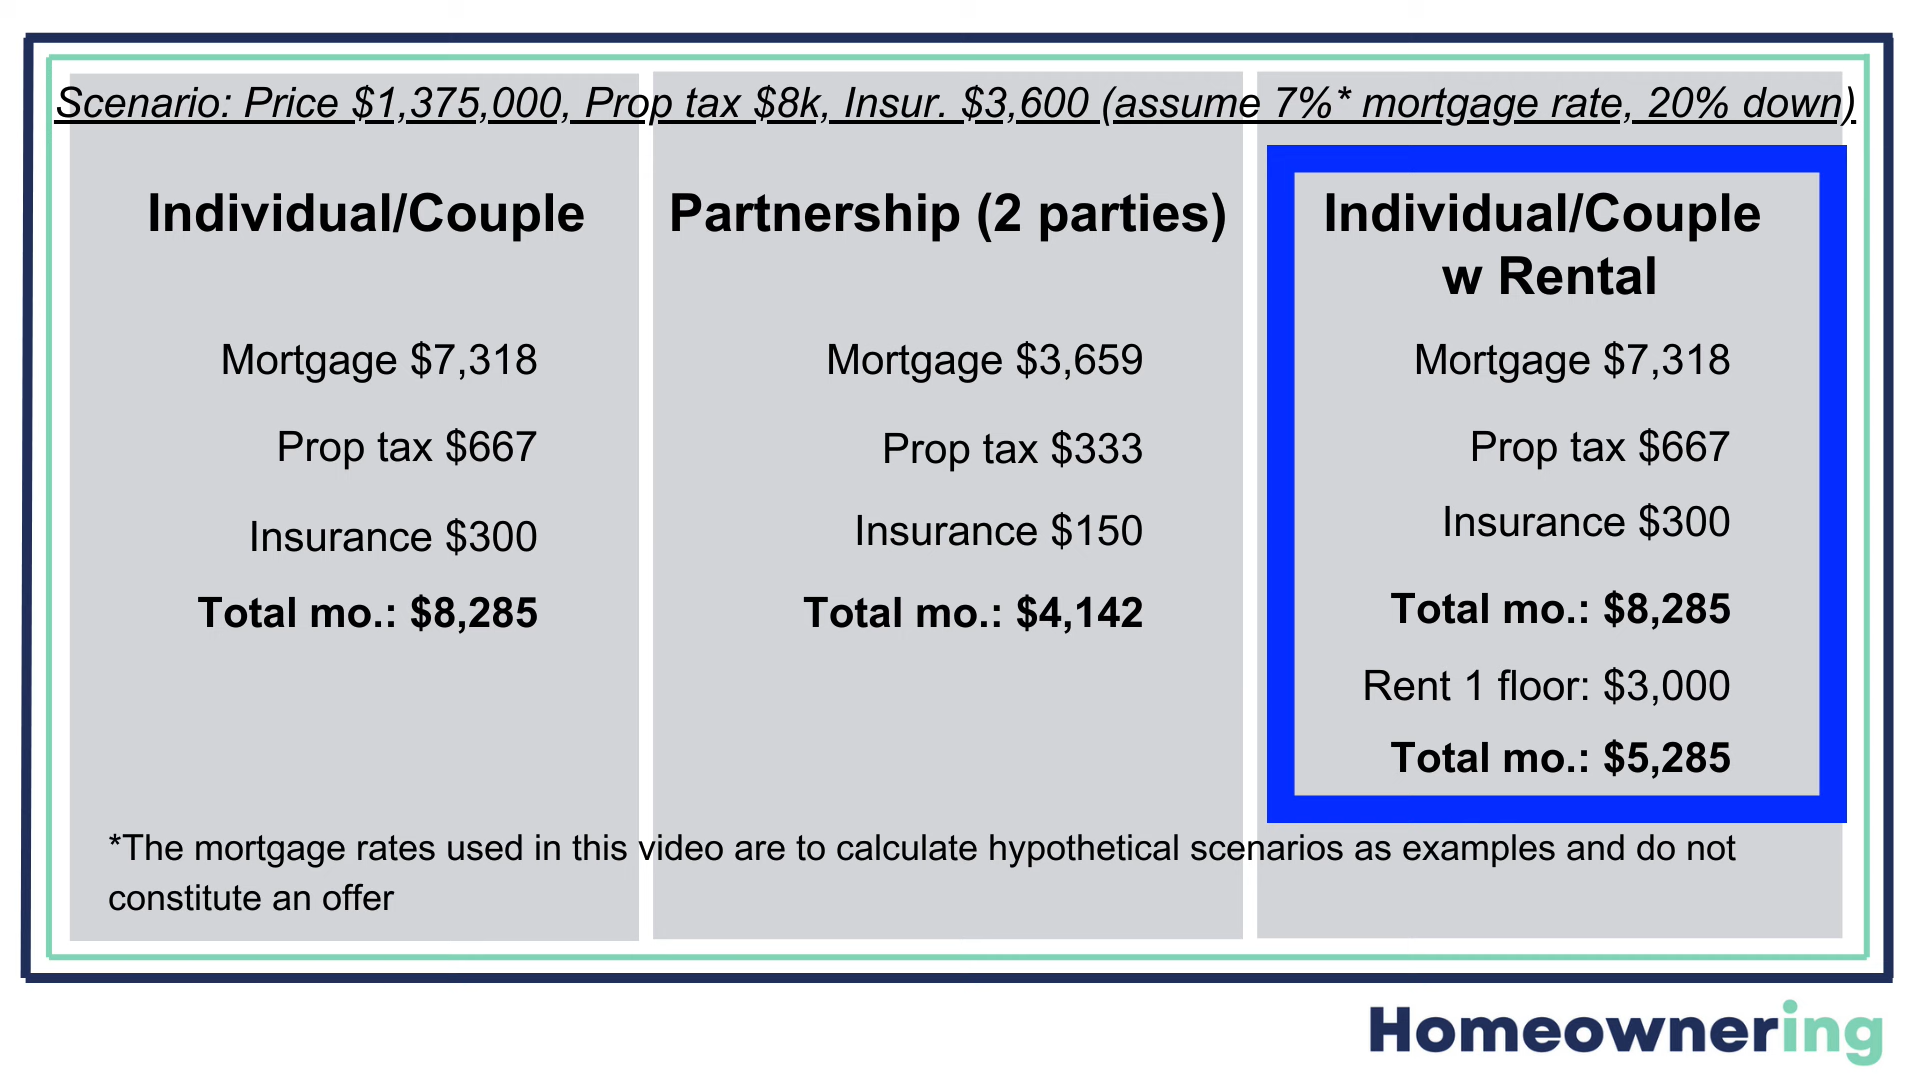 Scenario: Price $1,375,000, Prop tax $8k, Insur. $3,600 (assume 7%* mortgage rate, 20% down)
Individual/Couple
Mortgage $7,318
Prop tax $667
Insurance $300
Total mo.: $8,285
Partnership (2 parties)
Mortgage $3,659
Prop tax $333
Insurance $150
Total mo.: $4,142
Individual/Couple
w Rental
Mortgage $7,318
Prop tax $667
Insurance $300
Total mo.: $8,285
Rent 1 floor: $3,000
Total mo.: $5,285
*The mortgage rates used in this video are to calculate hypothetical scenarios as examples and do not
constitute an offer
Homeownering